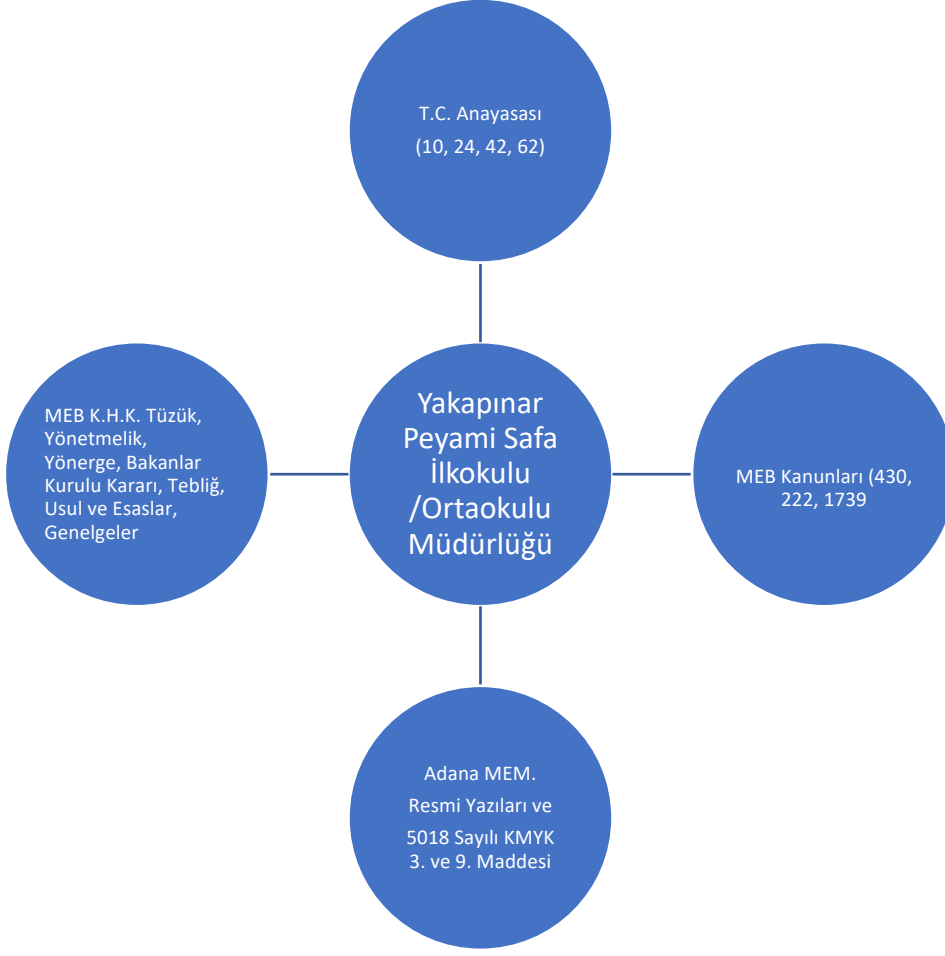 T.C. Anayasası
(10, 24, 42, 62)
MEB K.H.K. Tüzük,
Yönetmelik,
Yönerge, Bakanlar
Kurulu Kararı, Tebliğ,
Usul ve Esaslar,
Genelgeler
Yakapınar
Peyami Safa
İlkokulu
/Ortaokulu
Müdürlüğü
MEB Kanunları (430,
222, 1739
Adana MEM.
Resmi Yazıları ve
5018 Sayılı KMYK
3. ve 9. Maddesi